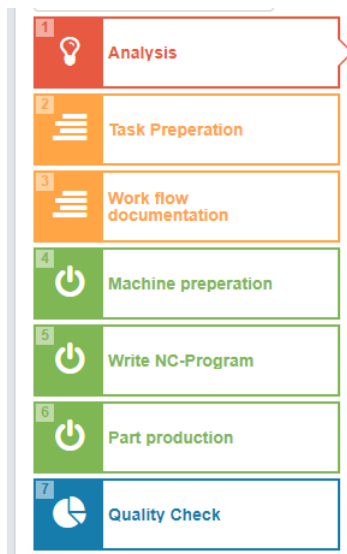 1
Analysis
2
Task Preperation
3
Work flow
documentation
4
Machine preperation
5
Write NC-Program
6
Part production
7
Quality Check